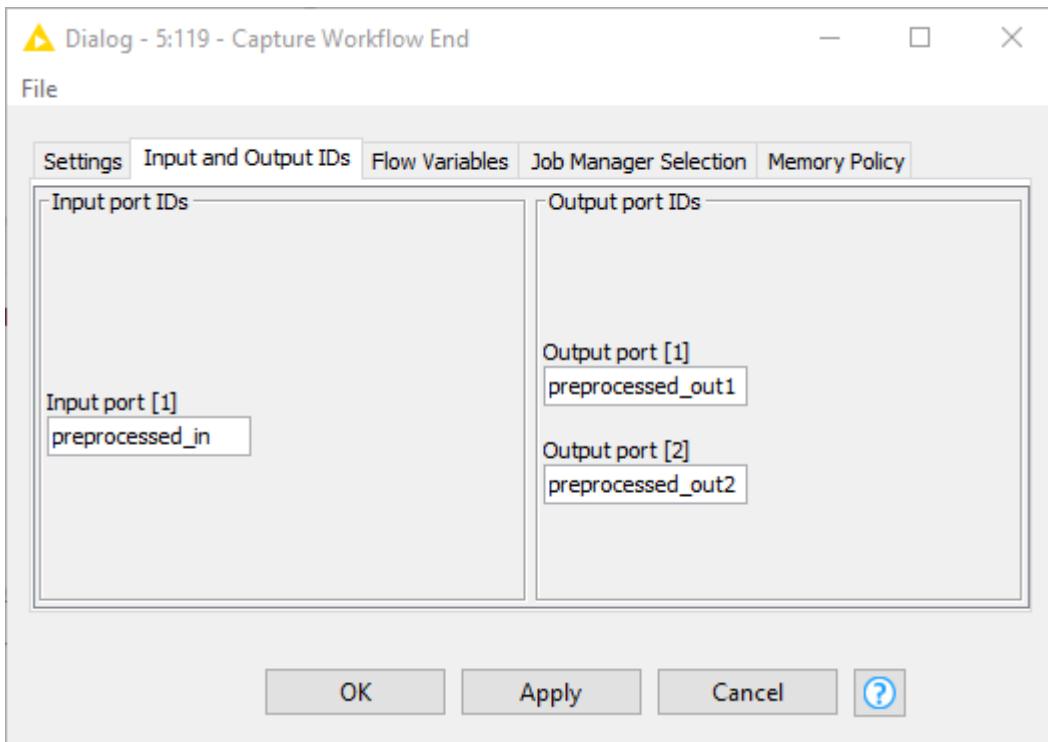 Dialog - 5:119 - Capture Workflow End
File
Settings Input and Output IDs Flow Variables Job Manager Selection Memory Policy
Input port IDs
Input port [1]
preprocessed_in
Output port IDs
Output port [1]
preprocessed_out1
Output port [2]
preprocessed_out2
OK Apply Cancel ?